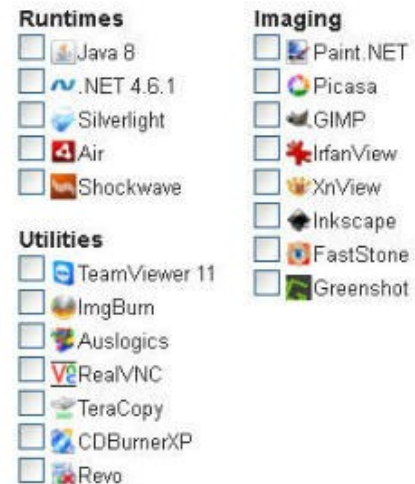 Runtimes
Java 8
.NET 4.6.1
Silverlight
Air
Shockwave
Utilities
TeamViewer 11
ImgBurn
Auslogics
RealVNC
TeraCopy
CDBurnerXP
Revo
Imaging
Paint.NET
Picasa
GIMP
IrfanView
XnView
Inkscape
FastStone
Greenshot